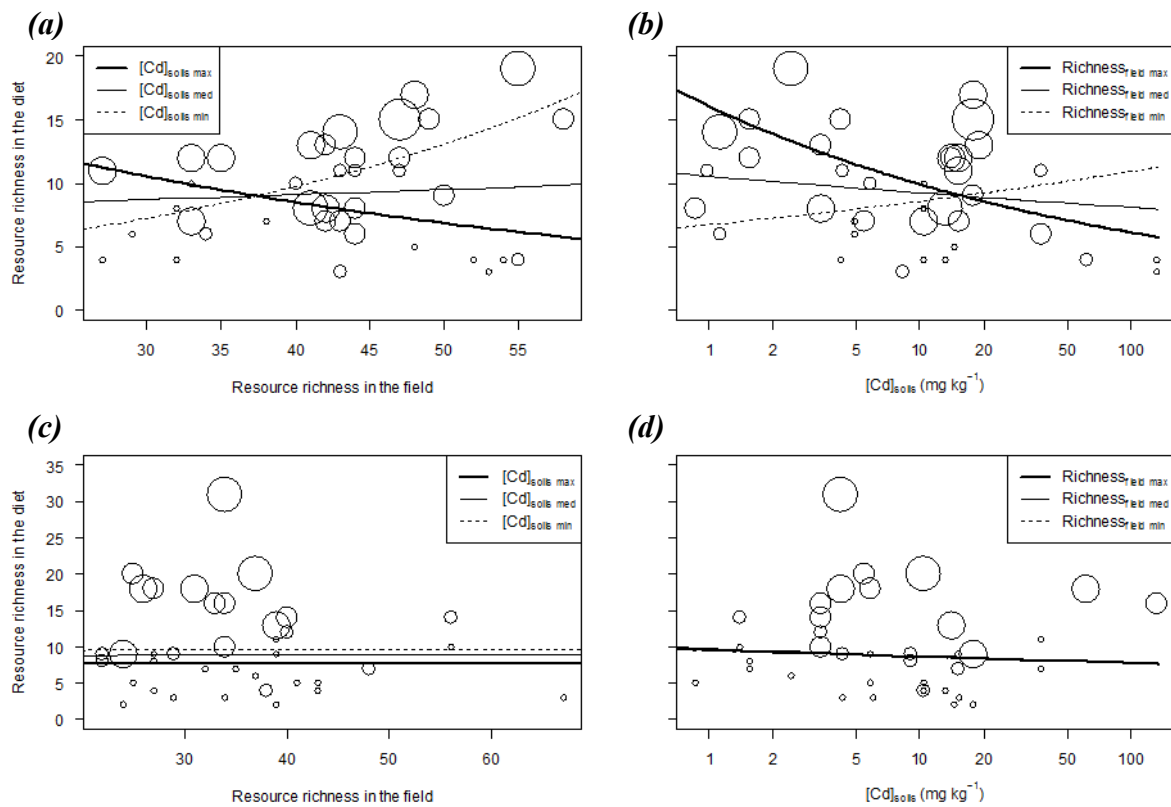 (a)
(b)
Resource richness in the diet
20
15
10
5
0
[Cd]soils max
[Cd]soils med
[Cd]soils min
30 35 40 45 50 55
Resource richness in the field
20
15
10
5
0
Richnessfield max
Richnessfield med
Richnessfield min
1 2 5 10 20 50 100
[Cd]soils (mg kg⁻¹)
(c)
(d)
Resource richness in the diet
35
30
25
20
15
10
5
0
[Cd]soils max
[Cd]soils med
[Cd]soils min
30 40 50 60
Resource richness in the field
Richnessfield max
Richnessfield med
Richnessfield min
1 2 5 10 20 50 100
[Cd]soils (mg kg⁻¹)